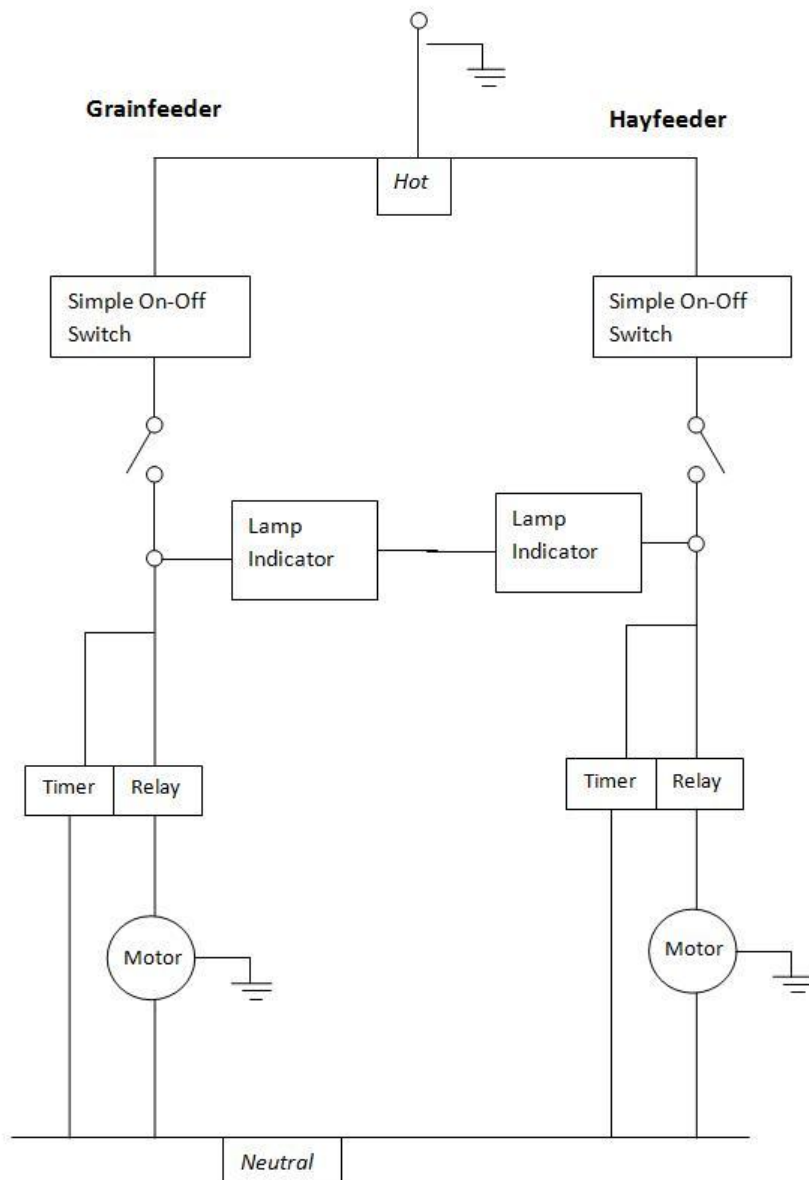 Grainfeeder
Hayfeeder
Hot
Simple On-Off
Switch
Simple On-Off
Switch
Lamp
Indicator
Lamp
Indicator
Timer
Relay
Timer
Relay
Motor
Motor
Neutral